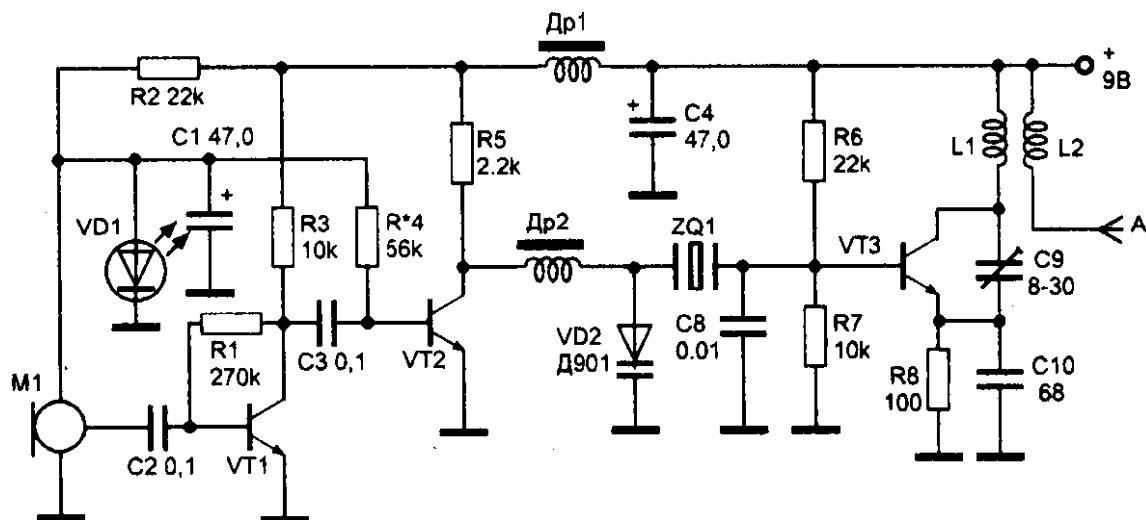 Др1
+
9В
R2 22k
C1 47,0
+
R5
2.2k
+
C4
47,0
R6
22k
L1
L2
VD1
R3
10k
R*4
56k
Др2
ZQ1
VT3
A
C9
8-30
R1
270k
C3 0,1
VT2
VD2
Д901
C8
0.01
R7
10k
R8
100
C10
68
M1
C2 0,1
VT1